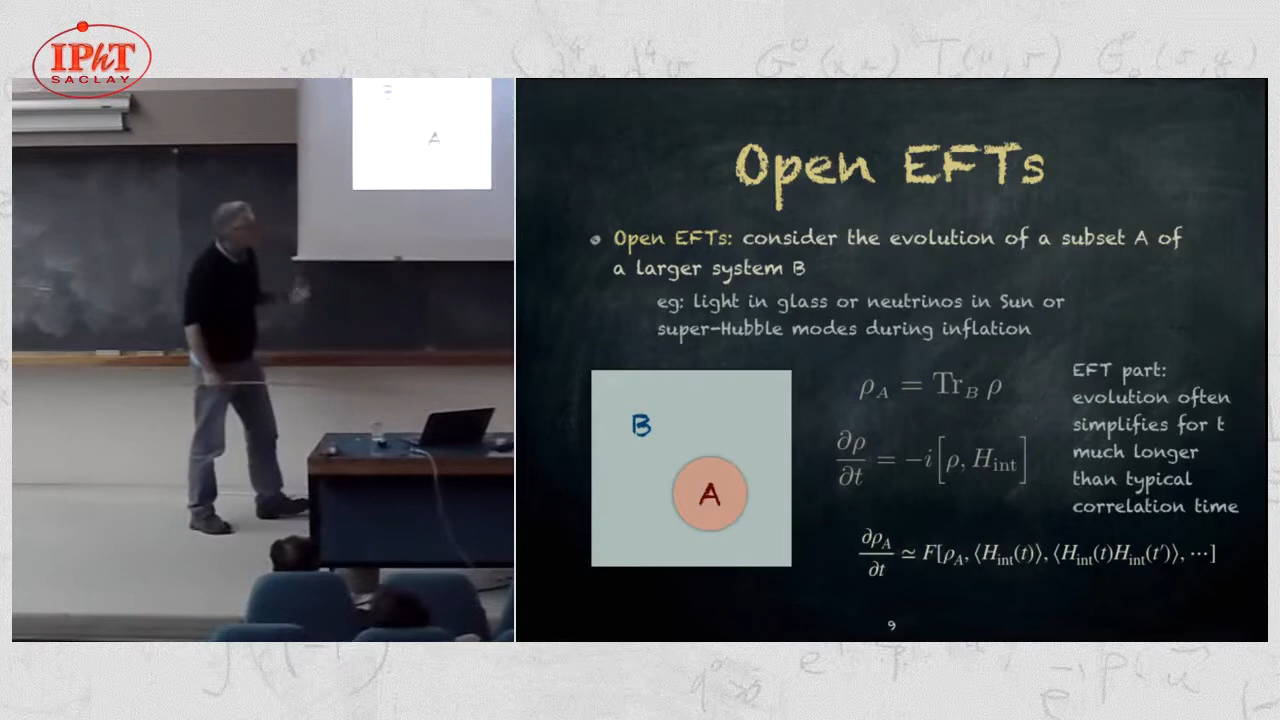 IPhT
SACLAY
A
Open EFTs
Open EFTs: consider the evolution of a subset A of
a larger system B
eg: light in glass or neutrinos in Sun or
super-Hubble modes during inflation
B
A
ρ_A = Tr_B ρ
∂ρ/∂t = −i[ρ, H_int]
∂ρ_A/∂t ≃ F[ρ_A, ⟨H_int(t)⟩, ⟨H_int(t)H_int(t′)⟩, ⋯]
EFT part:
evolution often
simplifies for t
much longer
than typical
correlation time
9